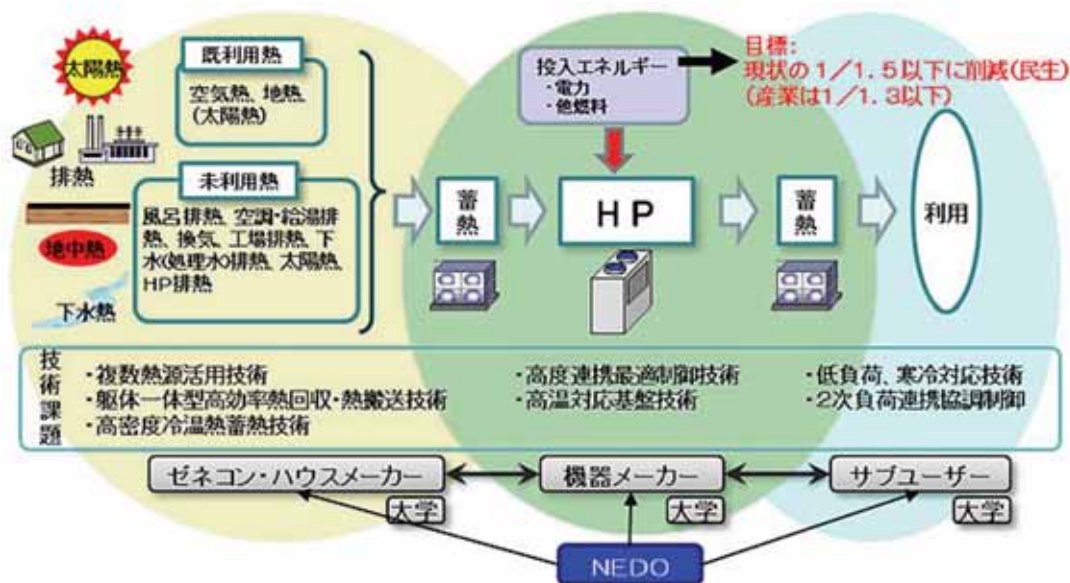 太陽熱
既利用熱
空気熱、地熱
(太陽熱)
排熱
未利用熱
風呂排熱、空調・給湯排
熱、換気、工場排熱、下
水(処理水)排熱、太陽熱、
HP排熱
地中熱
下水熱
蓄熱
投入エネルギー
・電力
・他燃料
目標:
現状の1/1.5以下に削減(民生)
(産業は1/1.3以下)
HP
蓄熱
利用
技術課題
・複数熱源活用技術
・躯体一体型高効率熱回収・熱搬送技術
・高密度冷温熱蓄熱技術
・高度連携最適制御技術
・高温対応基盤技術
・低負荷、寒冷対応技術
・2次負荷連携協調制御
ゼネコン・ハウスメーカー
機器メーカー
サブユーザー
大学
大学
大学
NEDO